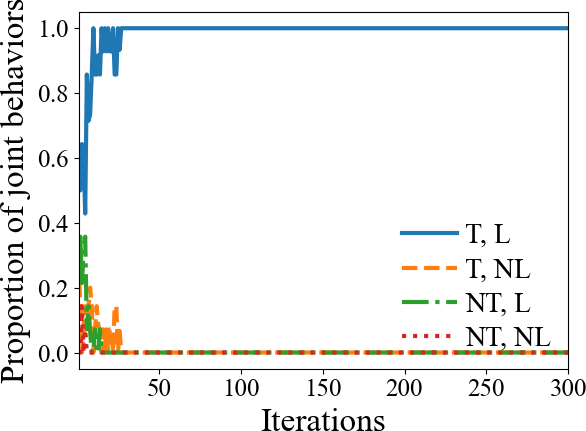 Proportion of joint behaviors
1.0
0.8
0.6
0.4
0.2
0.0
T, L
T, NL
NT, L
NT, NL
50 100 150 200 250 300
Iterations